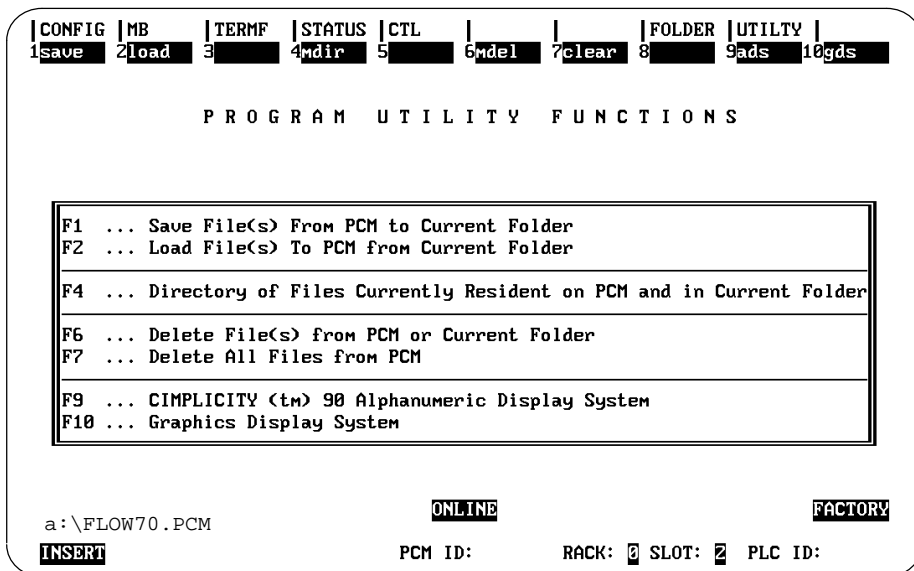 |CONFIG |MB |TERMF |STATUS |CTL | | |FOLDER |UTILTY |
1save 2load 3 4mdir 5 6mdel 7clear 8 9ads 10gds
P R O G R A M U T I L I T Y F U N C T I O N S
F1 ... Save File(s) From PCM to Current Folder
F2 ... Load File(s) To PCM from Current Folder
F4 ... Directory of Files Currently Resident on PCM and in Current Folder
F6 ... Delete File(s) from PCM or Current Folder
F7 ... Delete All Files from PCM
F9 ... CIMPLICITY (tm) 90 Alphanumeric Display System
F10 ... Graphics Display System
ONLINE FACTORY
a:\FLOW70.PCM
INSERT PCM ID: RACK: 0 SLOT: 2 PLC ID: